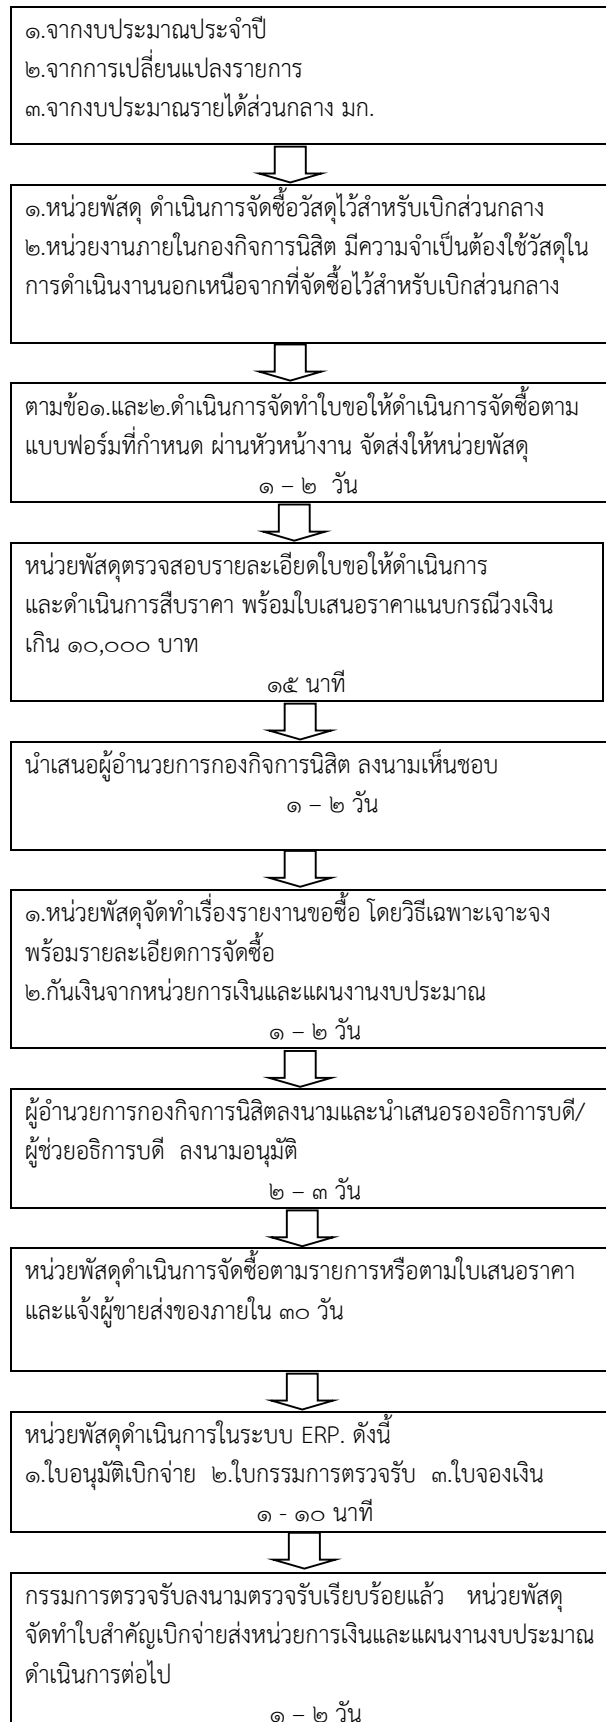 ๑.จากงบประมาณประจำปี
๒.จากการเปลี่ยนแปลงรายการ
๓.จากงบประมาณรายได้ส่วนกลาง มก.
๑.หน่วยพัสดุ ดำเนินการจัดซื้อวัสดุไว้สำหรับเบิกส่วนกลาง
๒.หน่วยงานภายในกองกิจการนิสิต มีความจำเป็นต้องใช้วัสดุใน
การดำเนินงานนอกเหนือจากที่จัดซื้อไว้สำหรับเบิกส่วนกลาง
ตามข้อ๑.และ๒.ดำเนินการจัดทำใบขอให้ดำเนินการจัดซื้อตาม
แบบฟอร์มที่กำหนด ผ่านหัวหน้างาน จัดส่งให้หน่วยพัสดุ
๑ – ๒ วัน
หน่วยพัสดุตรวจสอบรายละเอียดใบขอให้ดำเนินการ
และดำเนินการสืบราคา พร้อมใบเสนอราคาแนบกรณีวงเงิน
เกิน ๑๐,๐๐๐ บาท
๑๕ นาที
นำเสนอผู้อำนวยการกองกิจการนิสิต ลงนามเห็นชอบ
๑ – ๒ วัน
๑.หน่วยพัสดุจัดทำเรื่องรายงานขอซื้อ โดยวิธีเฉพาะเจาะจง
พร้อมรายละเอียดการจัดซื้อ
๒.กันเงินจากหน่วยการเงินและแผนงานงบประมาณ
๑ – ๒ วัน
ผู้อำนวยการกองกิจการนิสิตลงนามและนำเสนอรองอธิการบดี/
ผู้ช่วยอธิการบดี ลงนามอนุมัติ
๒ – ๓ วัน
หน่วยพัสดุดำเนินการจัดซื้อตามรายการหรือตามใบเสนอราคา
และแจ้งผู้ขายส่งของภายใน ๓๐ วัน
หน่วยพัสดุดำเนินการในระบบ ERP. ดังนี้
๑.ใบอนุมัติเบิกจ่าย ๒.ใบกรรมการตรวจรับ ๓.ใบจองเงิน
๑ - ๑๐ นาที
กรรมการตรวจรับลงนามตรวจรับเรียบร้อยแล้ว หน่วยพัสดุ
จัดทำใบสำคัญเบิกจ่ายส่งหน่วยการเงินและแผนงานงบประมาณ
ดำเนินการต่อไป
๑ – ๒ วัน